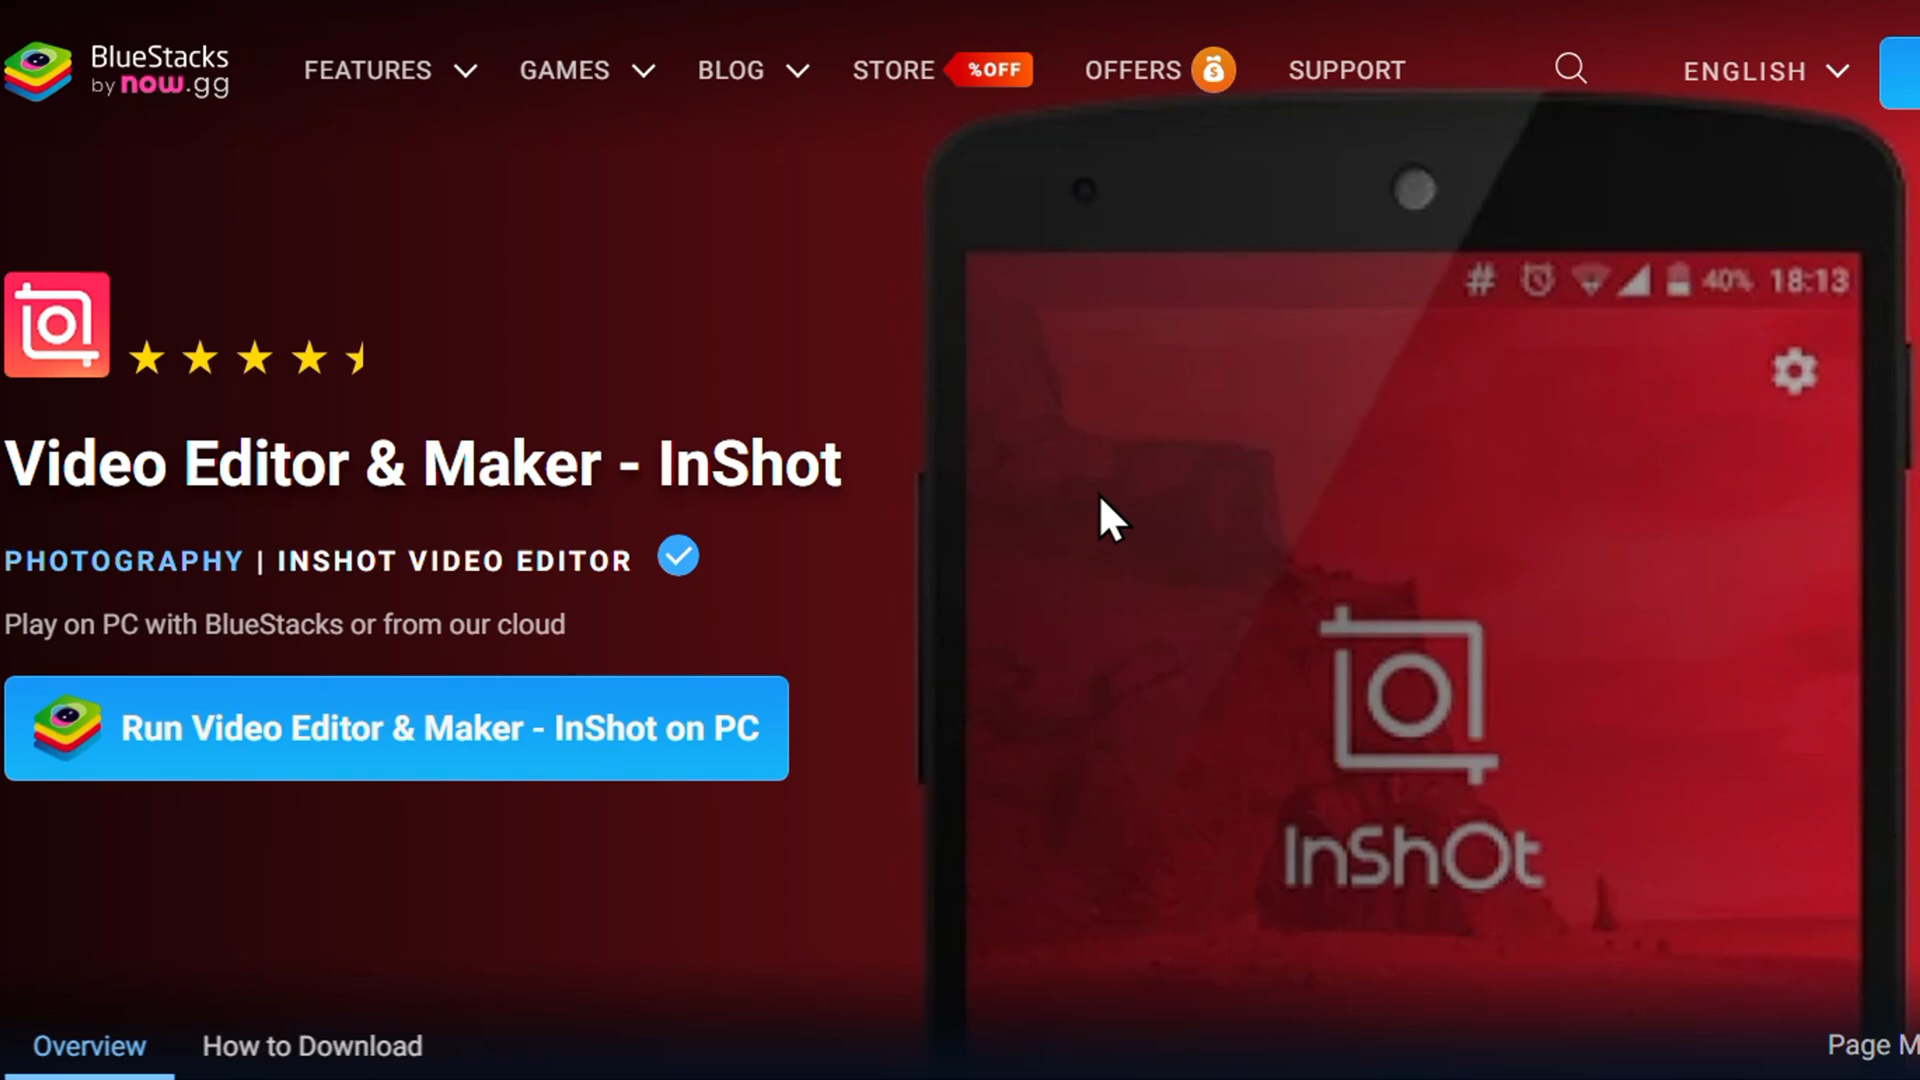 BlueStacks
by now.gg
FEATURES
GAMES
BLOG
STORE
%OFF
OFFERS
SUPPORT
ENGLISH
# 40% 18:13
Video Editor & Maker - InShot
PHOTOGRAPHY | INSHOT VIDEO EDITOR
Play on PC with BlueStacks or from our cloud
Run Video Editor & Maker - InShot on PC
InShOt
Overview
How to Download
Page M